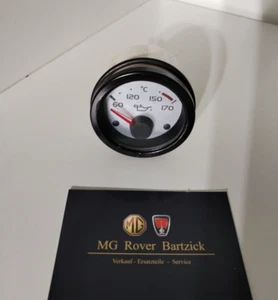 °C
120 150
60 170
MG
MG Rover Bartzick
Verkauf - Ersatzteile - Service